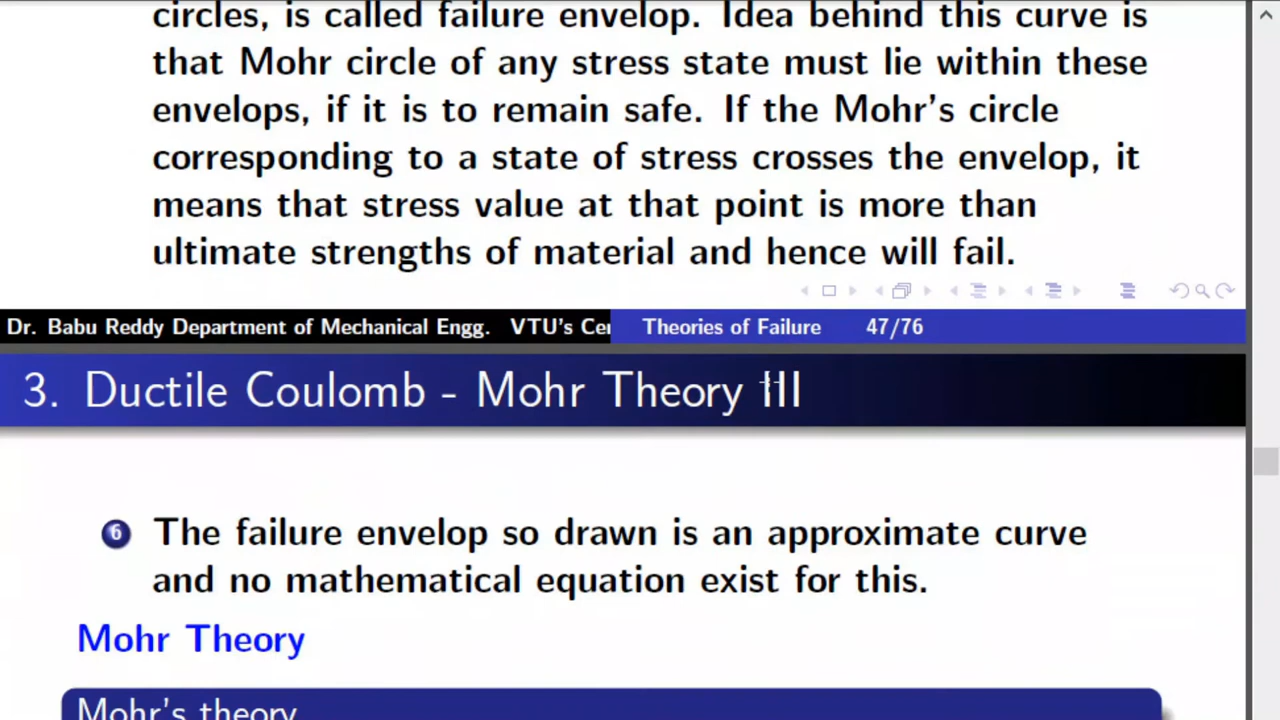 circles, is called failure envelop. Idea behind this curve is
that Mohr circle of any stress state must lie within these
envelops, if it is to remain safe. If the Mohr's circle
corresponding to a state of stress crosses the envelop, it
means that stress value at that point is more than
ultimate strengths of material and hence will fail.
Dr. Babu Reddy Department of Mechanical Engg. VTU's Cen Theories of Failure 47/76
3. Ductile Coulomb - Mohr Theory III
6 The failure envelop so drawn is an approximate curve
and no mathematical equation exist for this.
Mohr Theory
Mohr's theory